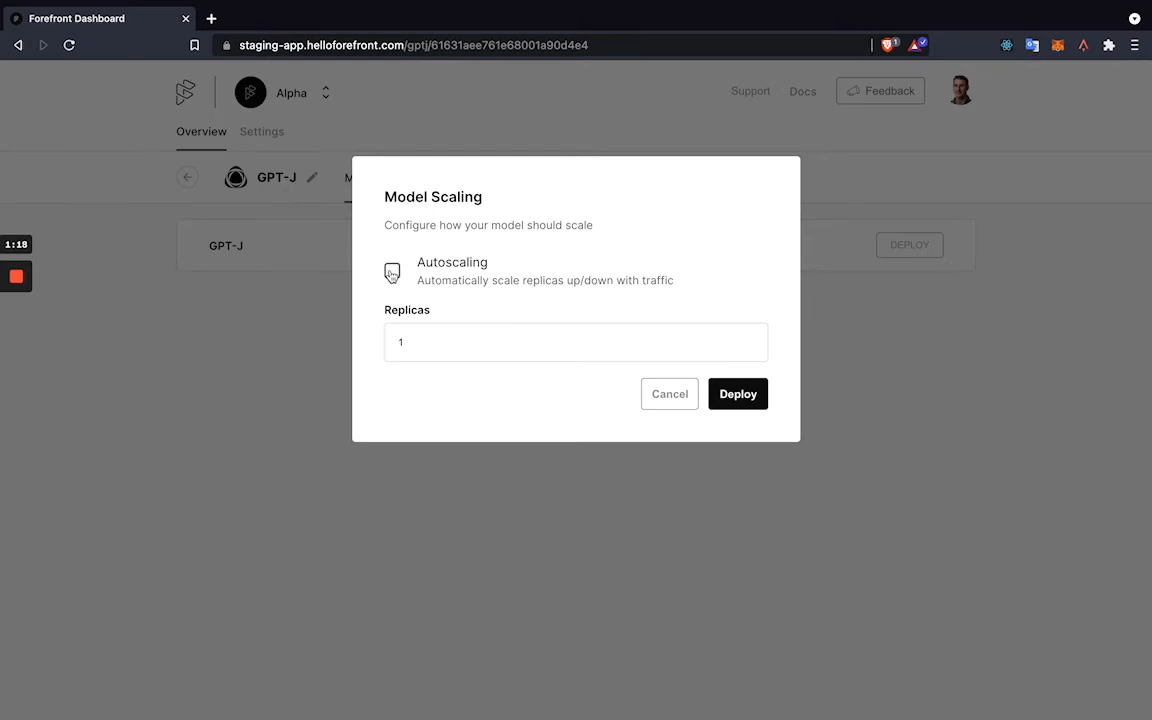 Forefront Dashboard
staging-app.helloforefront.com/gptj/61631aee761e68001a90d4e4
1
Alpha
Support
Docs
Feedback
Overview
Settings
GPT-J
M
Model Scaling
Configure how your model should scale
1:18
GPT-J
DEPLOY
Autoscaling
Automatically scale replicas up/down with traffic
Replicas
1
Cancel
Deploy